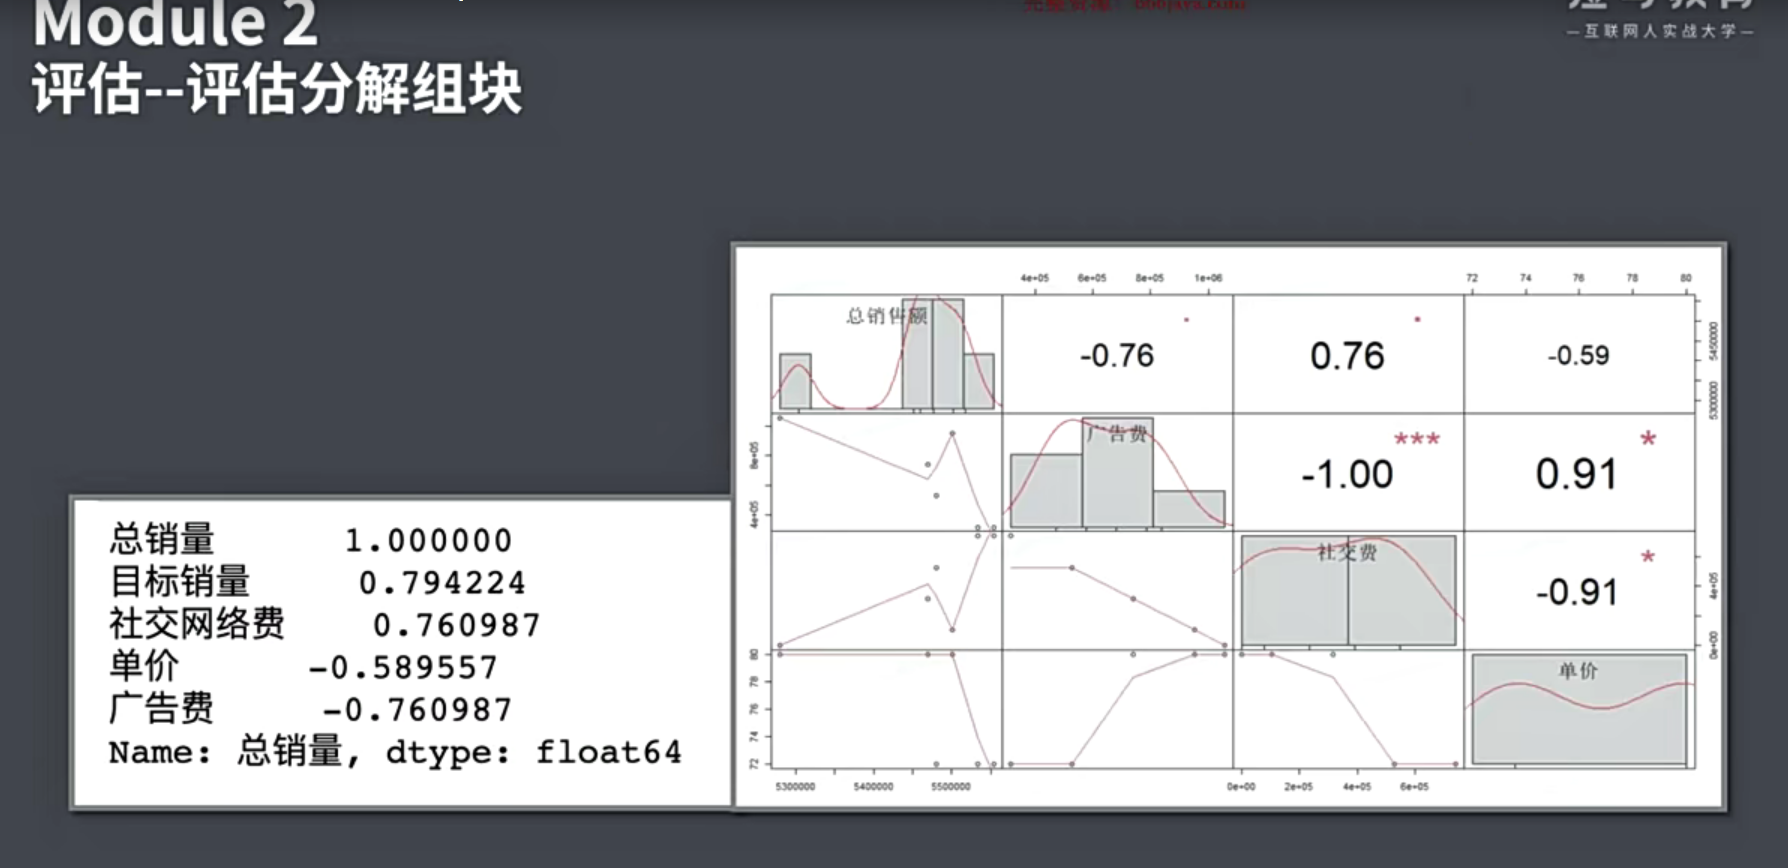 Module 2
评估--评估分解组块
—互联网人实战大学—
总销量 1.000000
目标销量 0.794224
社交网络费 0.760987
单价 -0.589557
广告费 -0.760987
Name: 总销量, dtype: float64
4e+05 6e+05 8e+05 1e+06 72 74 76 78 80
总销售额 -0.76 . 0.76 . -0.59
5300000 5450000
广告费 -1.00 *** 0.91 *
4e+05 8e+05
社交费 -0.91 *
0e+00 4e+05
单价
72 74 76 78 80
5300000 5400000 5500000 0e+00 2e+05 4e+05 6e+05